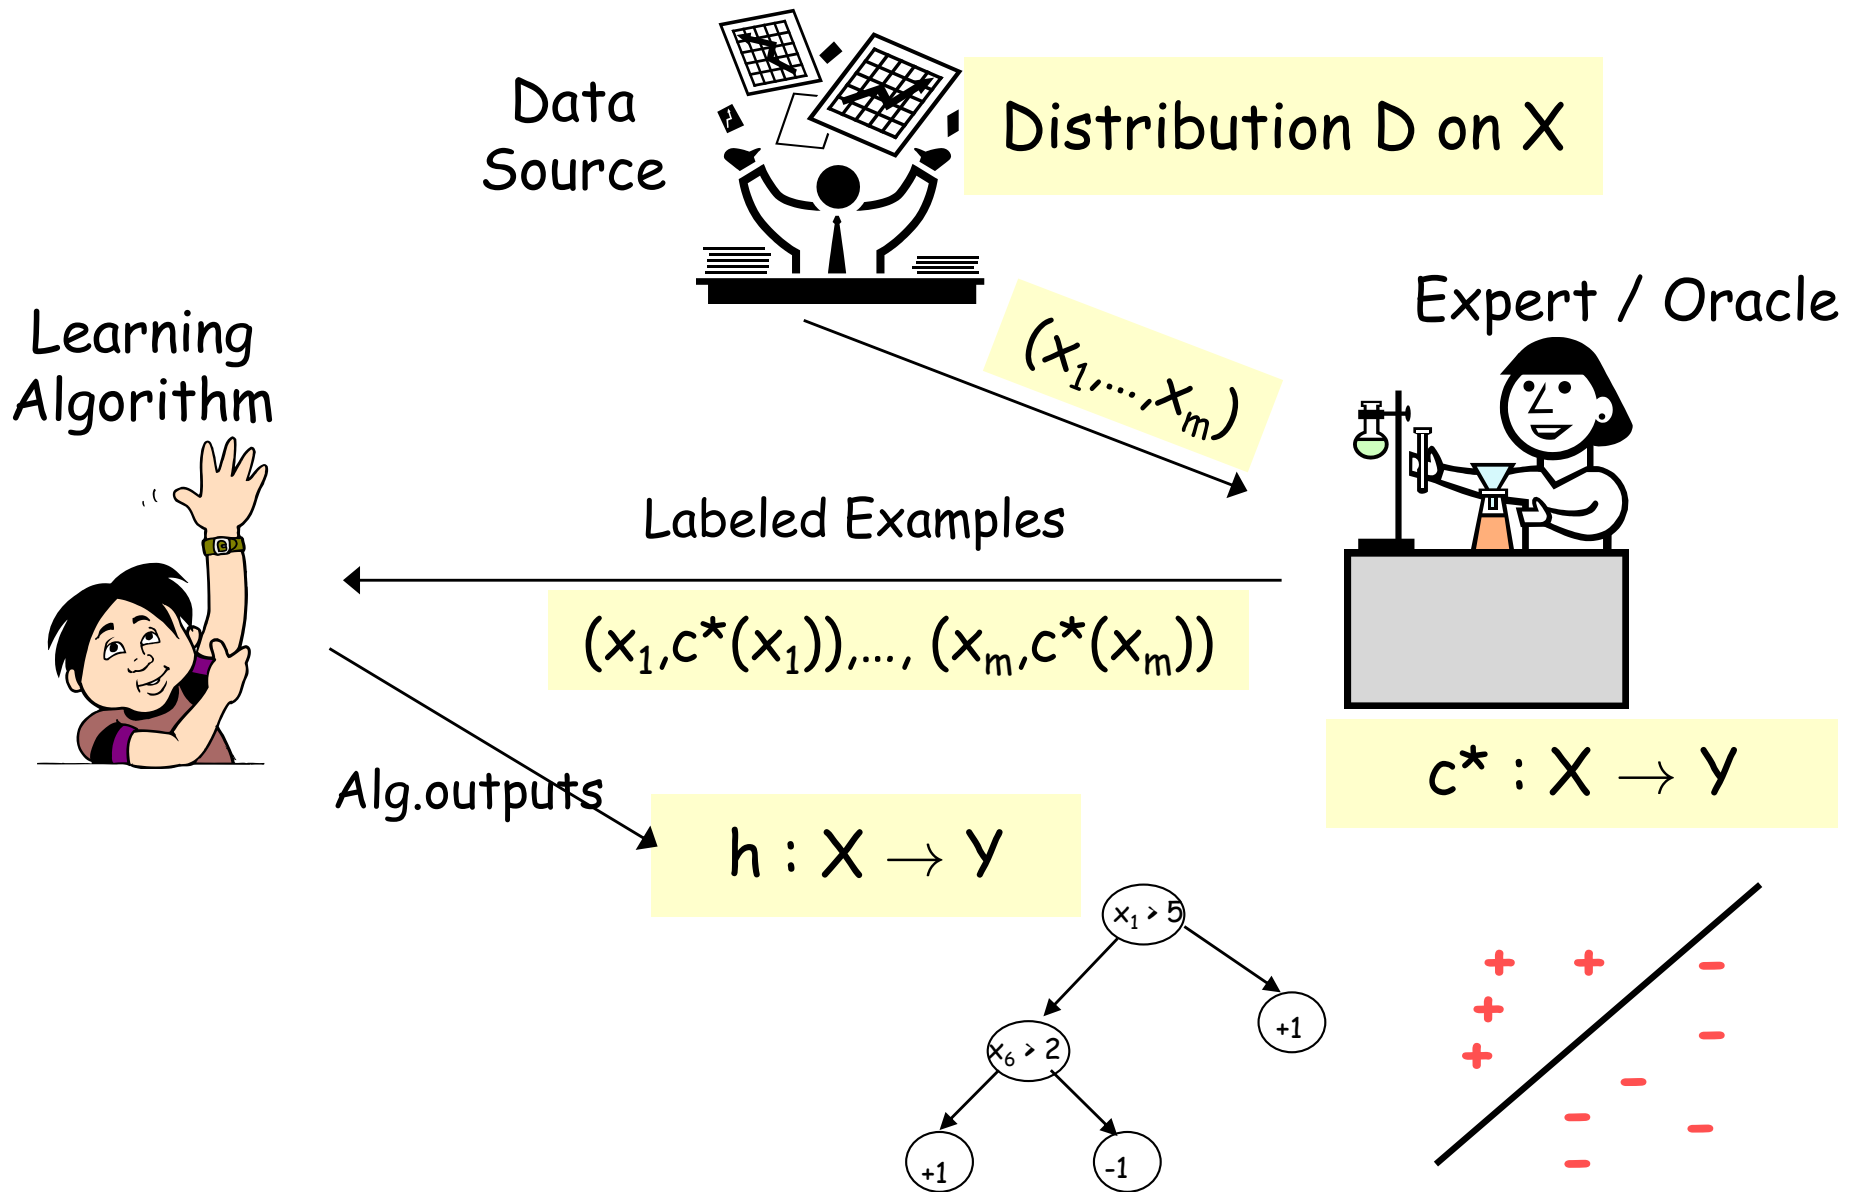 Data
Source
Distribution D on X
Expert / Oracle
Learning
Algorithm
(x₁,...,xₘ)
Labeled Examples
(x₁,c*(x₁)),..., (xₘ,c*(xₘ))
c* : X → Y
Alg.outputs
h : X → Y
x₁ > 5
x₆ > 2
+1
+1
-1
+ + −
+
−
+
−
−
−
−